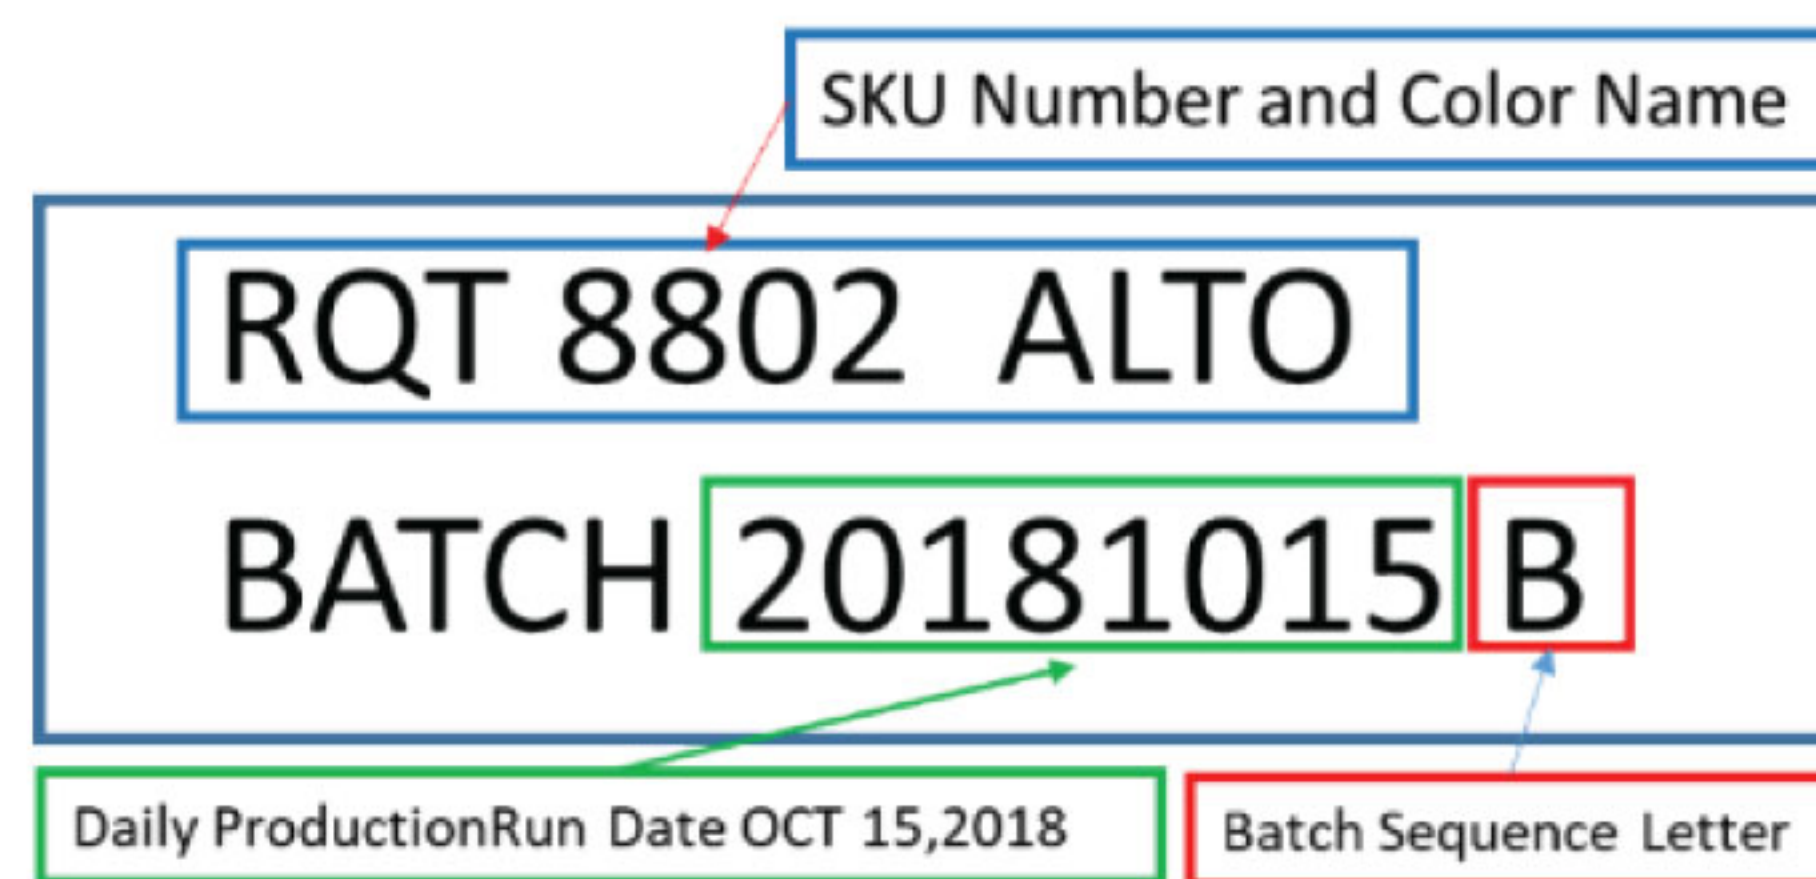 SKU Number and Color Name
RQT 8802 ALTO
BATCH 20181015 B
Daily ProductionRun Date OCT 15,2018
Batch Sequence Letter